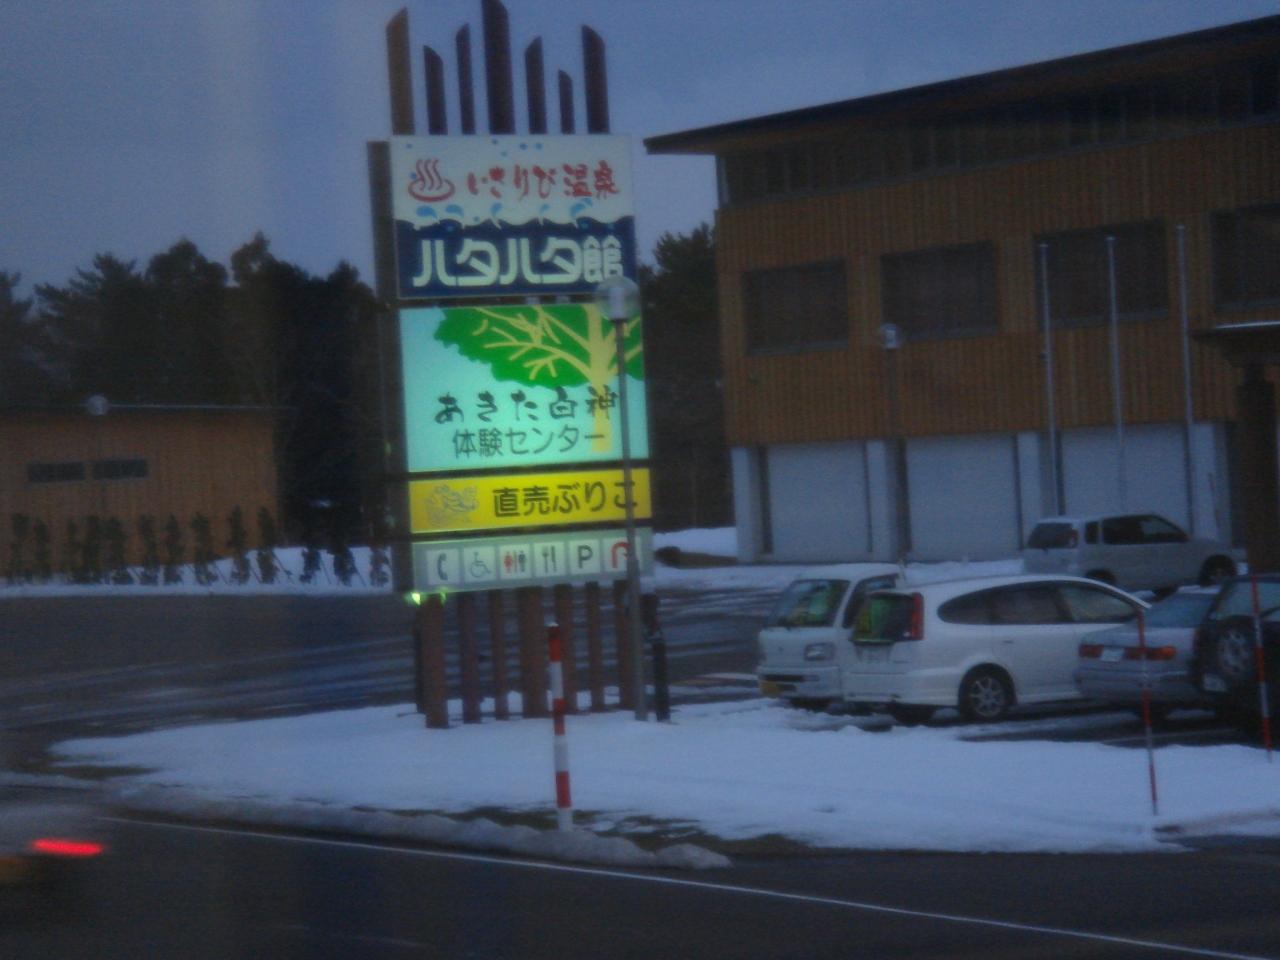 いさりび温泉
ハタハタ館
あきた白神
体験センター
直売ぶりこ
P